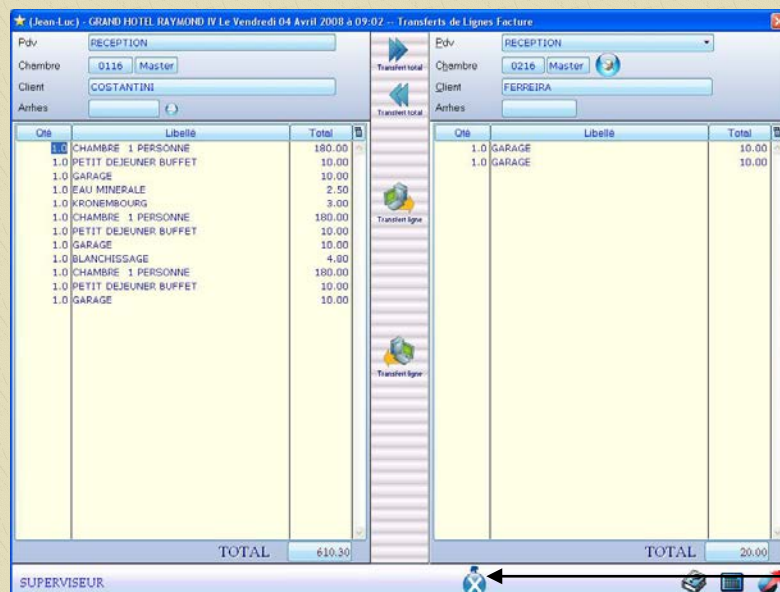 (Jean-Luc) - GRAND HOTEL RAYMOND IV Le Vendredi 04 Avril 2008 à 09:02 -- Transferts de Lignes Facture
Pdv RECEPTION
Chambre 0116 Master
Client COSTANTINI
Arrhes
Qté Libellé Total
1.0 CHAMBRE 1 PERSONNE 180.00
1.0 PETIT DEJEUNER BUFFET 10.00
1.0 GARAGE 10.00
1.0 EAU MINERALE 2.50
1.0 KRONEMBOURG 3.00
1.0 CHAMBRE 1 PERSONNE 180.00
1.0 PETIT DEJEUNER BUFFET 10.00
1.0 GARAGE 10.00
1.0 BLANCHISSAGE 4.80
1.0 CHAMBRE 1 PERSONNE 180.00
1.0 PETIT DEJEUNER BUFFET 10.00
1.0 GARAGE 10.00
TOTAL 610.30
Transfert total
Transfert total
Transfert ligne
Transfert ligne
Pdv RECEPTION
Chambre 0216 Master
Client FERREIRA
Arrhes
Qté Libellé Total
1.0 GARAGE 10.00
1.0 GARAGE 10.00
TOTAL 20.00
SUPERVISEUR